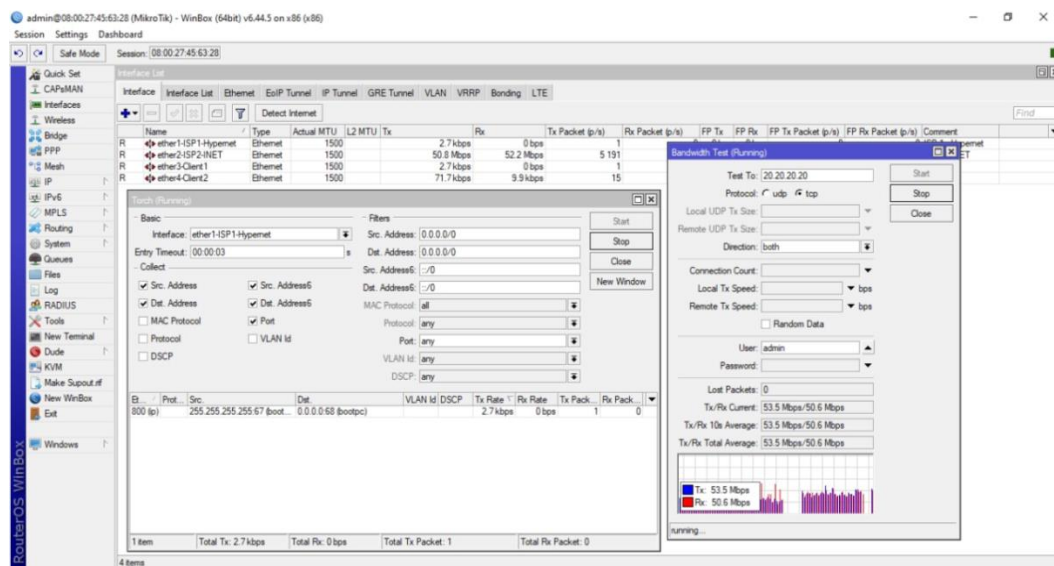 admin@08:00:27:45:63:28 (MikroTik) - WinBox (64bit) v6.44.5 on x86 (x86)
Session Settings Dashboard
Safe Mode Session: 08:00:27:45:63:28
Quick Set
CAPsMAN
Interfaces
Wireless
Bridge
PPP
Mesh
IP
IPv6
MPLS
Routing
System
Queues
Files
Log
RADIUS
Tools
New Terminal
Dude
KVM
Make Supout.rif
New WinBox
Exit
Windows
RouterOS WinBox
Interface List
Interface Interface List Ethernet EoIP Tunnel IP Tunnel GRE Tunnel VLAN VRRP Bonding LTE
Detect Internet Find
Name Type Actual MTU L2 MTU Tx Rx Tx Packet (p/s) Rx Packet (p/s) FP Tx FP Rx FP Tx Packet (p/s) FP Rx Packet (p/s) Comment
R ether1-ISP1-Hypernet Ethernet 1500 2.7 kbps 0 bps 1
R ether2-ISP2-INET Ethernet 1500 50.8 Mbps 52.2 Mbps 5 191
R ether3-Client1 Ethernet 1500 2.7 kbps 0 bps 1
R ether4-Client2 Ethernet 1500 71.7 kbps 9.9 kbps 15
4 items
Torch (Running)
Basic
Interface: ether1-ISP1-Hypernet
Entry Timeout: 00:00:03 s
Collect
Src. Address Src. Address6
Dst. Address Dst. Address6
MAC Protocol Port
Protocol VLAN Id
DSCP
Filters
Src. Address: 0.0.0.0/0
Dst. Address: 0.0.0.0/0
Src. Address6: ::/0
Dst. Address6: ::/0
MAC Protocol: all
Protocol: any
Port: any
VLAN Id: any
DSCP: any
Start
Stop
Close
New Window
Et... Prot... Src. Dst. VLAN Id DSCP Tx Rate Rx Rate Tx Pack... Rx Pack...
800 (ip) 255.255.255.255:67 (boot... 0.0.0.0:68 (bootpc) 2.7 kbps 0 bps 1 0
1 item Total Tx: 2.7 kbps Total Rx: 0 bps Total Tx Packet: 1 Total Rx Packet: 0
Bandwidth Test (Running)
Test To: 20.20.20.20
Protocol: udp tcp
Local UDP Tx Size:
Remote UDP Tx Size:
Direction: both
Connection Count:
Local Tx Speed: bps
Remote Tx Speed: bps
Random Data
User: admin
Password:
Lost Packets: 0
Tx/Rx Current: 53.5 Mbps/50.6 Mbps
Tx/Rx 10s Average: 53.5 Mbps/50.6 Mbps
Tx/Rx Total Average: 53.5 Mbps/50.6 Mbps
Tx: 53.5 Mbps
Rx: 50.6 Mbps
running...
Start
Stop
Close